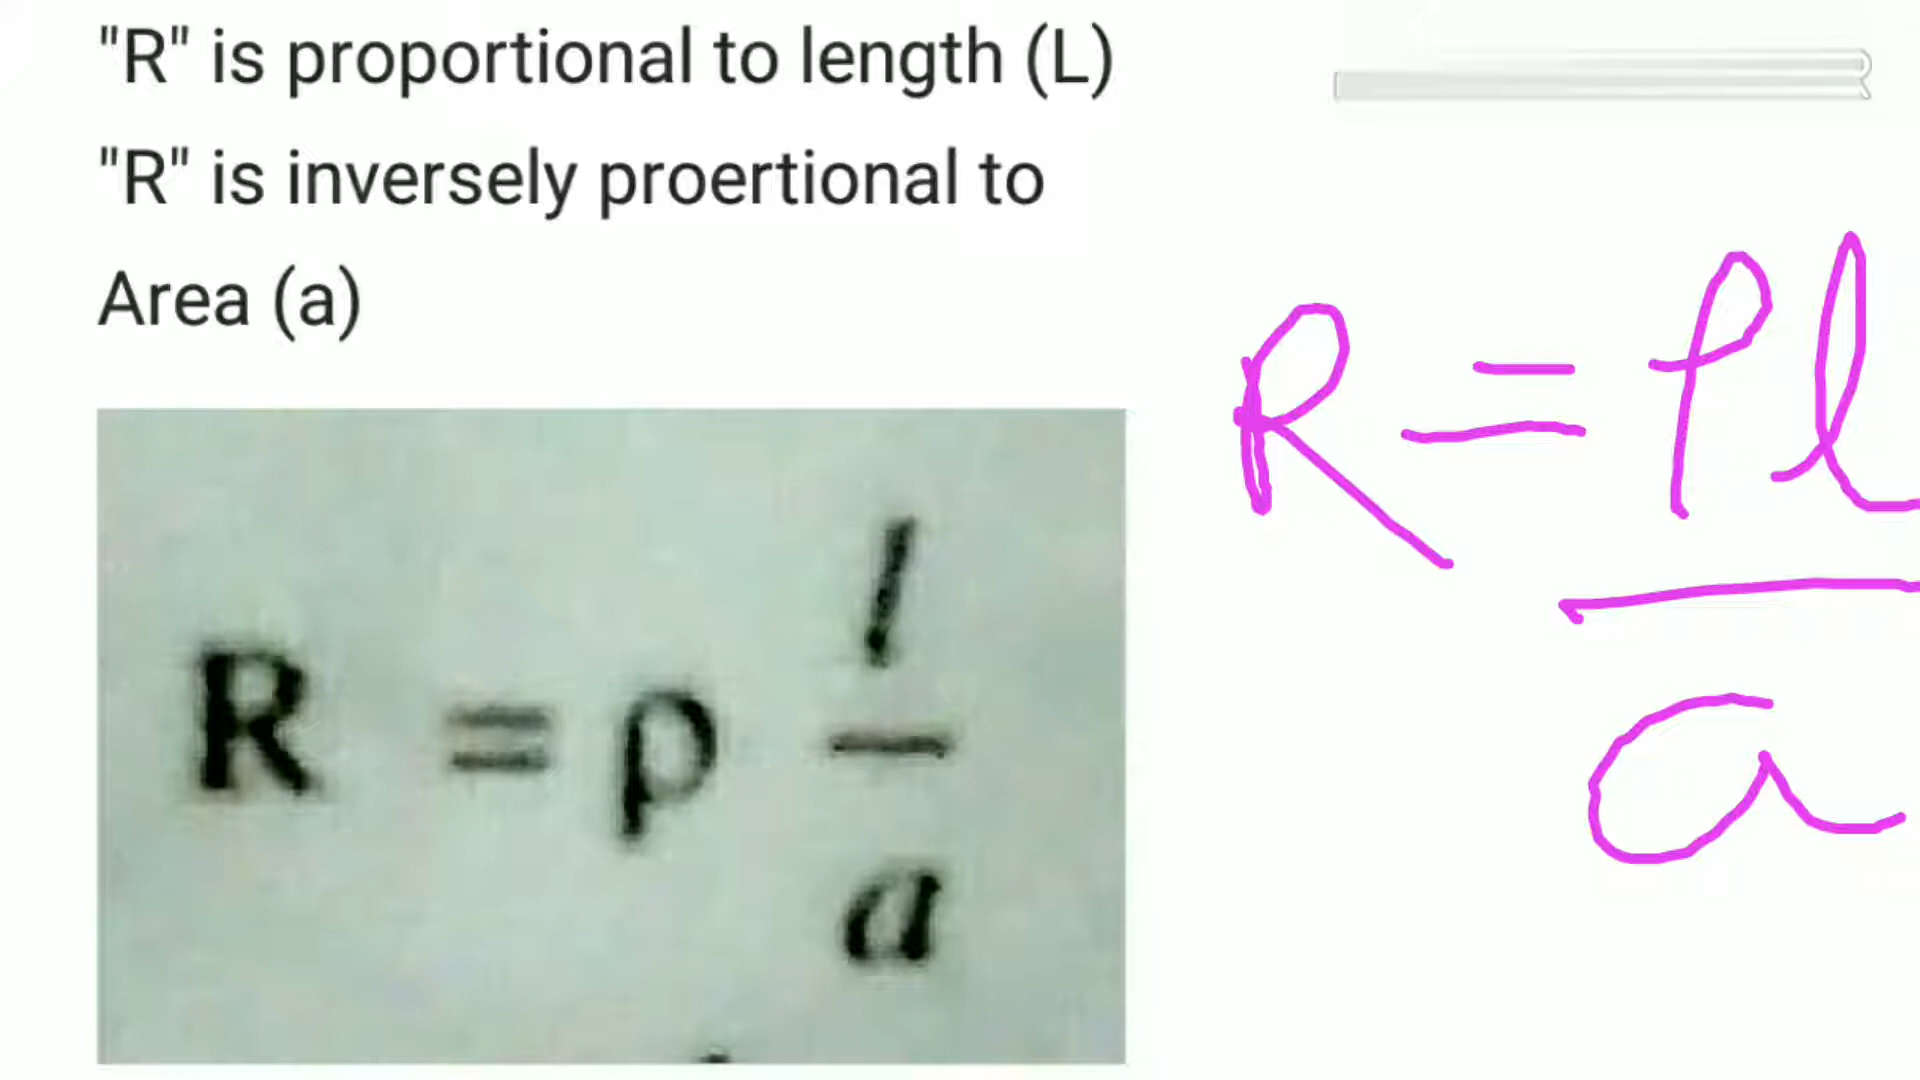 "R" is proportional to length (L)
"R" is inversely proertional to
Area (a)
R = ρ l
a
R = ρl
a